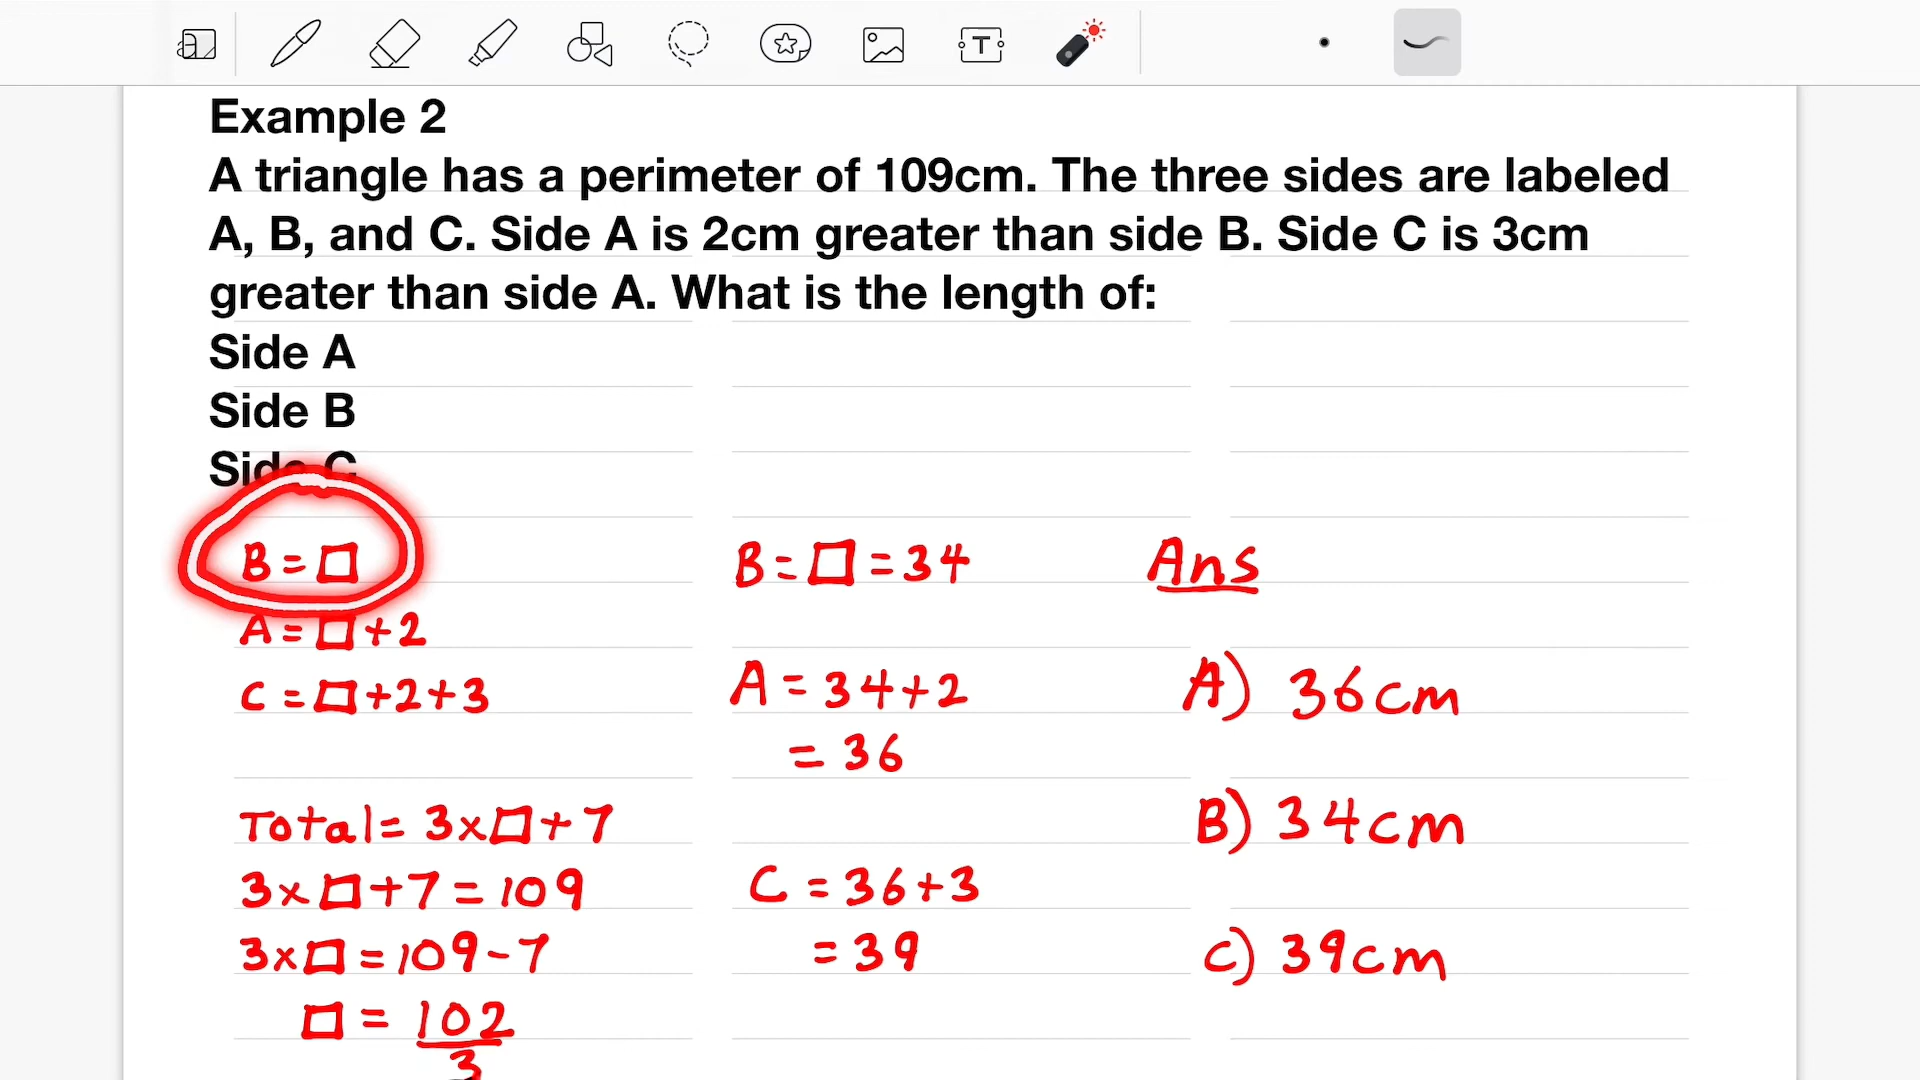 Example 2
A triangle has a perimeter of 109cm. The three sides are labeled
A, B, and C. Side A is 2cm greater than side B. Side C is 3cm
greater than side A. What is the length of:
Side A
Side B
Side C
B = □
A = □ + 2
C = □ + 2 + 3
Total = 3 × □ + 7
3 × □ + 7 = 109
3 × □ = 109 - 7
□ = 102
3
B = □ = 34
A = 34 + 2
= 36
C = 36 + 3
= 39
Ans
A) 36cm
B) 34cm
C) 39cm